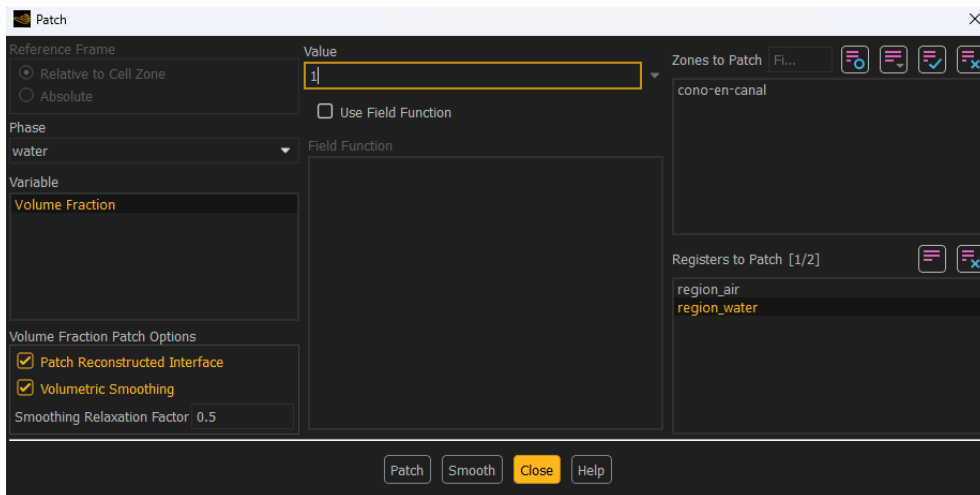 Patch
Reference Frame
Relative to Cell Zone
Absolute
Phase
water
Variable
Volume Fraction
Volume Fraction Patch Options
Patch Reconstructed Interface
Volumetric Smoothing
Smoothing Relaxation Factor 0.5
Value
1
Use Field Function
Field Function
Zones to Patch Fi...
cono-en-canal
Registers to Patch [1/2]
region_air
region_water
Patch Smooth Close Help